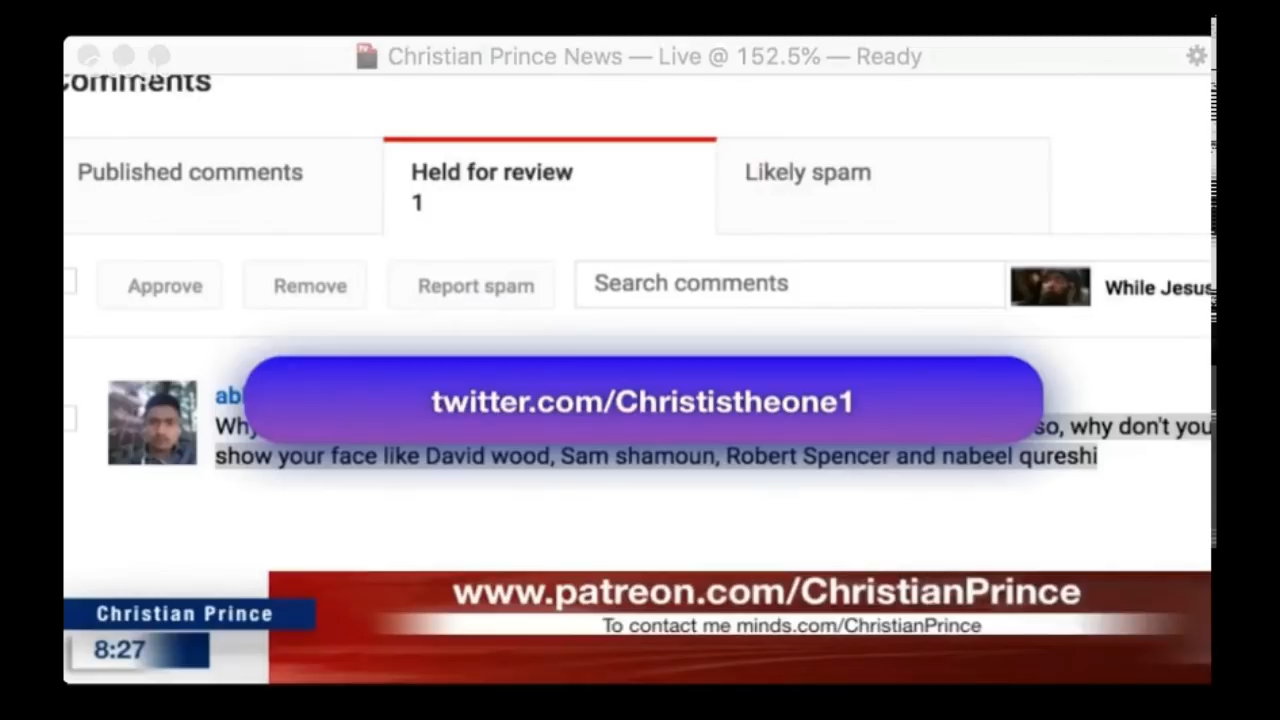 Christian Prince News — Live @ 152.5% — Ready
Comments
Published comments
Held for review
1
Likely spam
Approve
Remove
Report spam
Search comments
While Jesus
twitter.com/Christistheone1
so, why don't you
show your face like David wood, Sam shamoun, Robert Spencer and nabeel qureshi
www.patreon.com/ChristianPrince
Christian Prince
To contact me minds.com/ChristianPrince
8:27